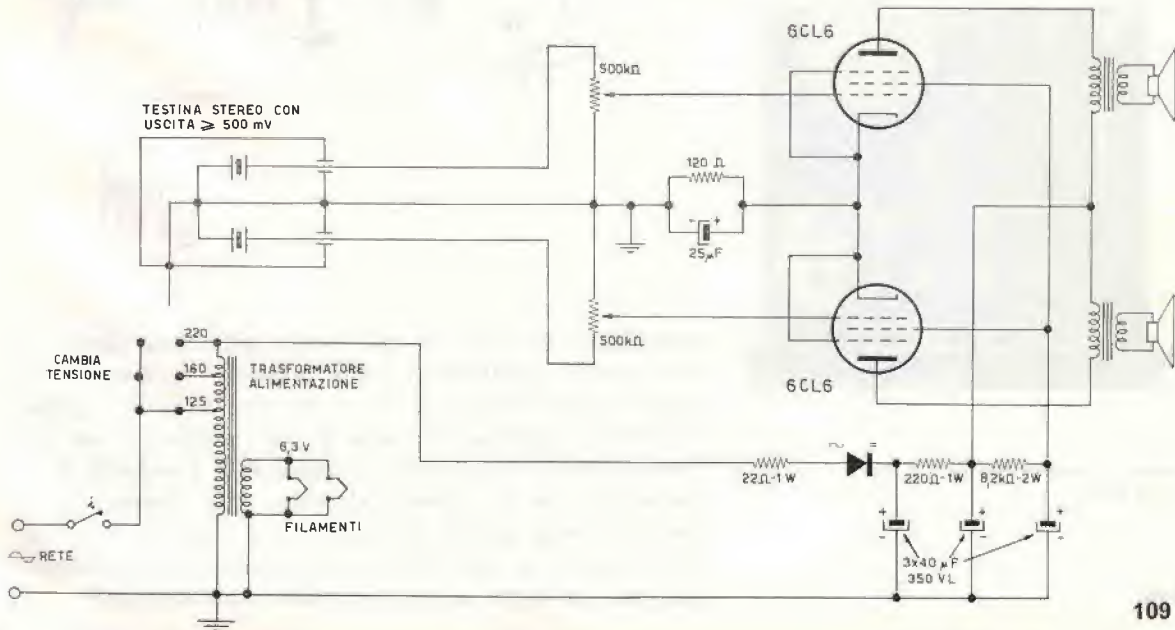 6CL6
500kΩ
TESTINA STEREO CON
USCITA ⩾ 500 mV
120 Ω
- +
25µF
500kΩ
6CL6
220
CAMBIA
TENSIONE
160
TRASFORMATORE
ALIMENTAZIONE
125
6,3 V
FILAMENTI
i
RETE
~
=
22Ω-1W
220Ω-1W
8,2kΩ-2W
+
-
+
-
+
-
3x40 µF
350 VL
109